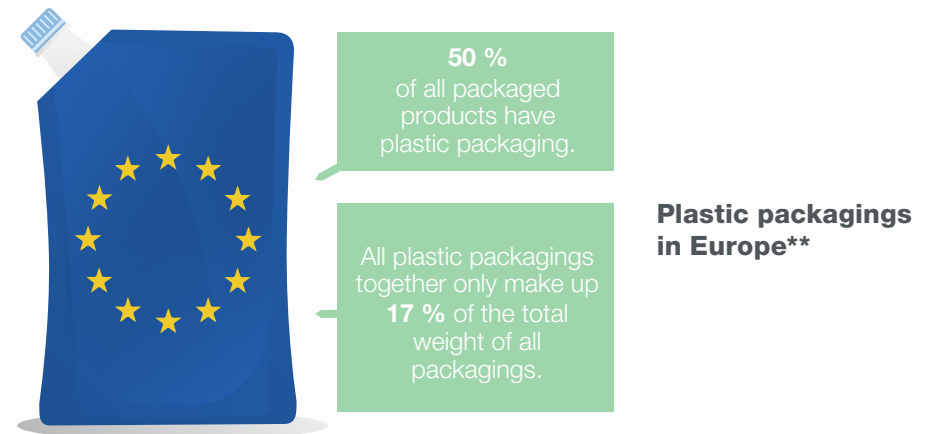 50 %
of all packaged
products have
plastic packaging.
All plastic packagings
together only make up
17 % of the total
weight of all
packagings.
Plastic packagings
in Europe**